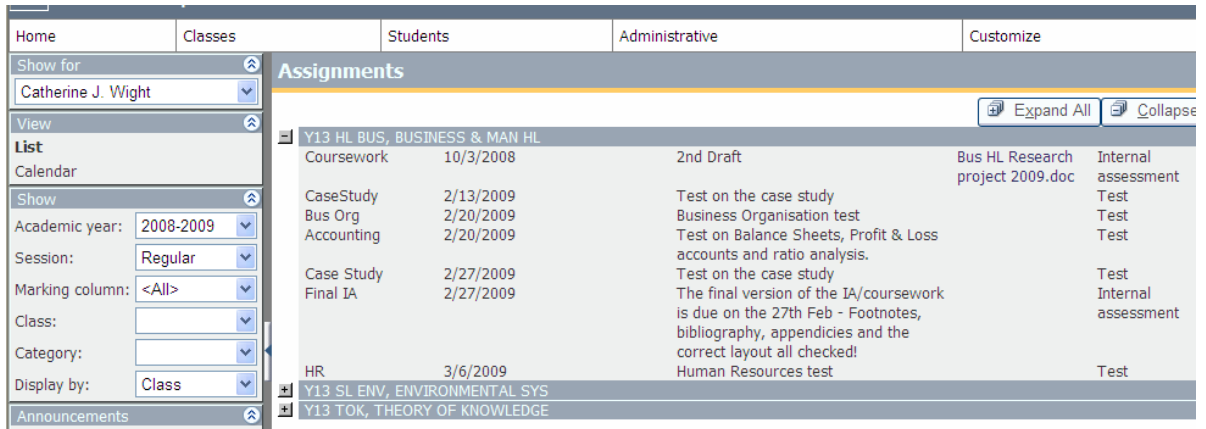 Home Classes Students Administrative Customize
Show for
Catherine J. Wight
View
List
Calendar
Show
Academic year: 2008-2009
Session: Regular
Marking column: <All>
Class:
Category:
Display by: Class
Announcements
Assignments
Expand All Collapse
Y13 HL BUS, BUSINESS & MAN HL
Coursework 10/3/2008 2nd Draft Bus HL Research Internal
project 2009.doc assessment
CaseStudy 2/13/2009 Test on the case study Test
Bus Org 2/20/2009 Business Organisation test Test
Accounting 2/20/2009 Test on Balance Sheets, Profit & Loss Test
accounts and ratio analysis.
Case Study 2/27/2009 Test on the case study Test
Final IA 2/27/2009 The final version of the IA/coursework Internal
is due on the 27th Feb - Footnotes, assessment
bibliography, appendicies and the
correct layout all checked!
HR 3/6/2009 Human Resources test Test
Y13 SL ENV, ENVIRONMENTAL SYS
Y13 TOK, THEORY OF KNOWLEDGE